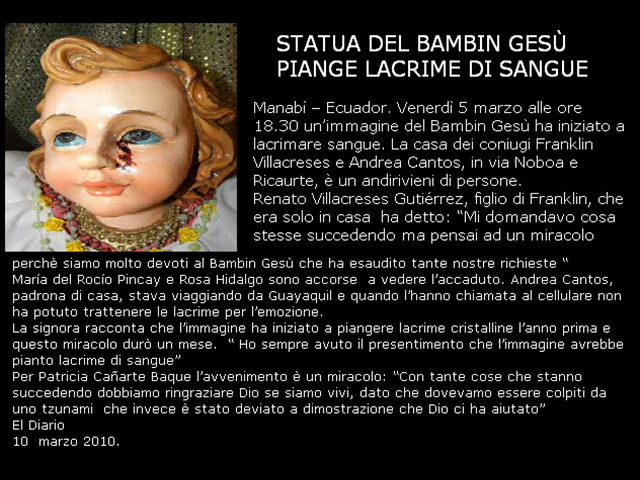 STATUA DEL BAMBIN GESÙ
PIANGE LACRIME DI SANGUE
Manabí – Ecuador. Venerdì 5 marzo alle ore
18.30 un’immagine del Bambin Gesù ha iniziato a
lacrimare sangue. La casa dei coniugi Franklin
Villacreses e Andrea Cantos, in via Noboa e
Ricaurte, è un andirivieni di persone.
Renato Villacreses Gutiérrez, figlio di Franklin, che
era solo in casa ha detto: “Mi domandavo cosa
stesse succedendo ma pensai ad un miracolo
perchè siamo molto devoti al Bambin Gesù che ha esaudito tante nostre richieste “
María del Rocío Pincay e Rosa Hidalgo sono accorse a vedere l’accaduto. Andrea Cantos,
padrona di casa, stava viaggiando da Guayaquil e quando l’hanno chiamata al cellulare non
ha potuto trattenere le lacrime per l’emozione.
La signora racconta che l’immagine ha iniziato a piangere lacrime cristalline l’anno prima e
questo miracolo durò un mese. “ Ho sempre avuto il presentimento che l’immagine avrebbe
pianto lacrime di sangue”
Per Patricia Cañarte Baque l’avvenimento è un miracolo: “Con tante cose che stanno
succedendo dobbiamo ringraziare Dio se siamo vivi, dato che dovevamo essere colpiti da
uno tzunami che invece è stato deviato a dimostrazione che Dio ci ha aiutato”
El Diario
10 marzo 2010.